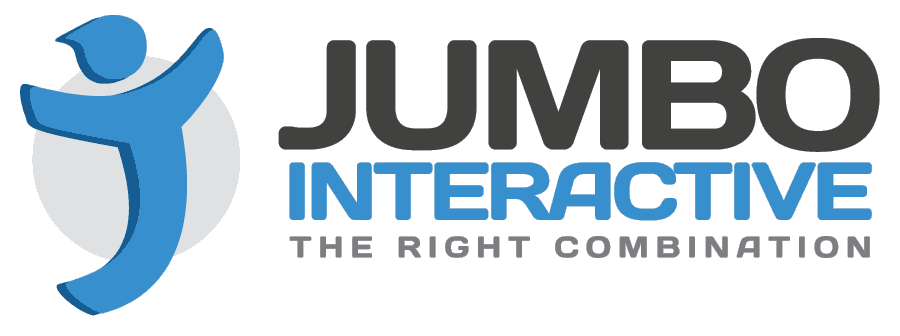 JUMBO
INTERACTIVE
THE RIGHT COMBINATION